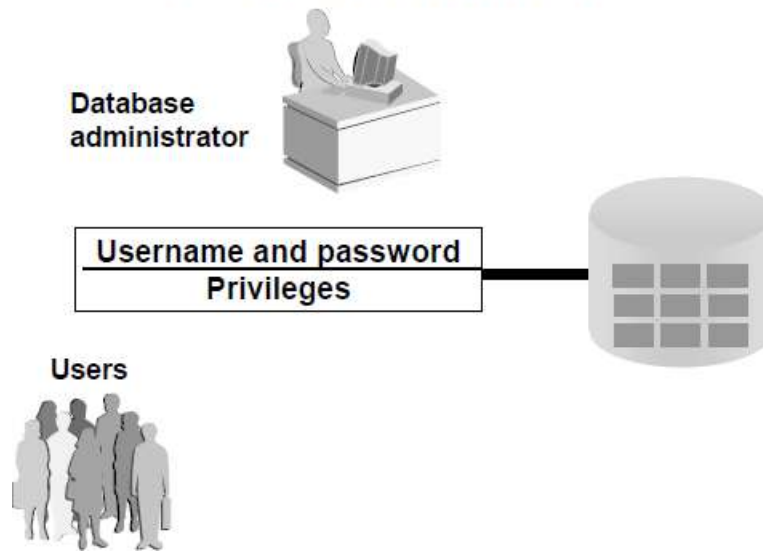 Database
administrator
Username and password
Privileges
Users